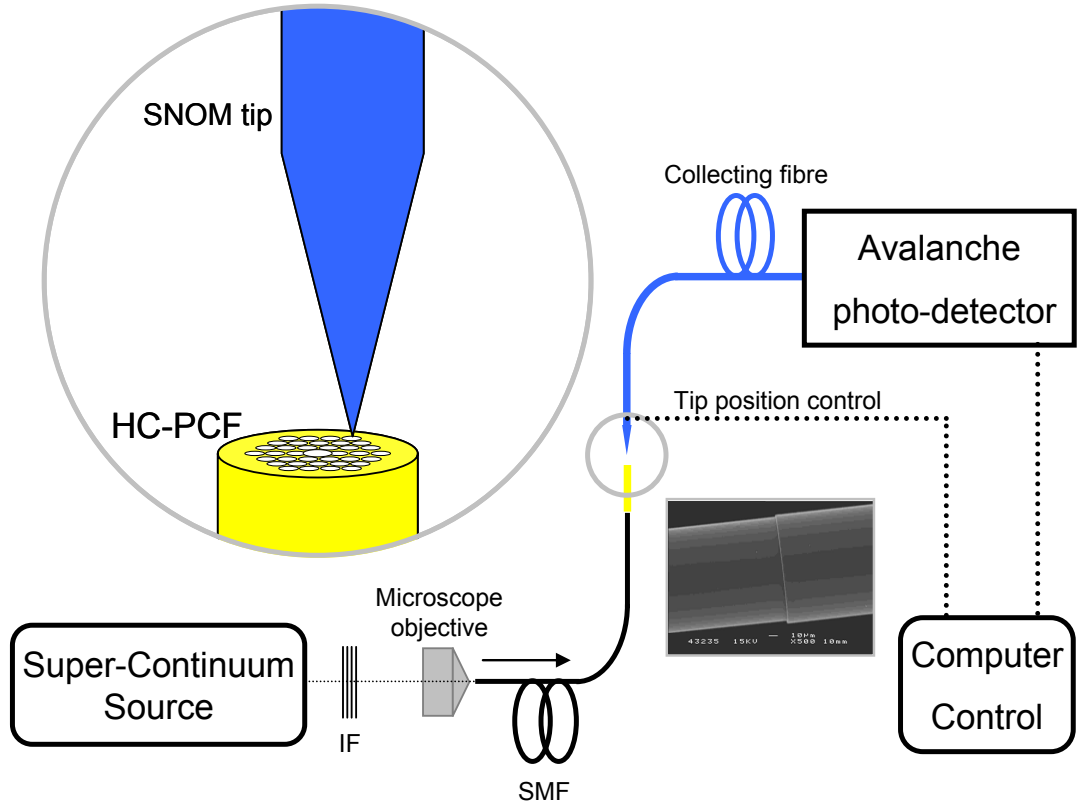 SNOM tip
HC-PCF
Collecting fibre
Avalanche
photo-detector
Tip position control
43235 15KV 10µm
X500 10mm
Microscope
objective
Super-Continuum
Source
IF
SMF
Computer
Control